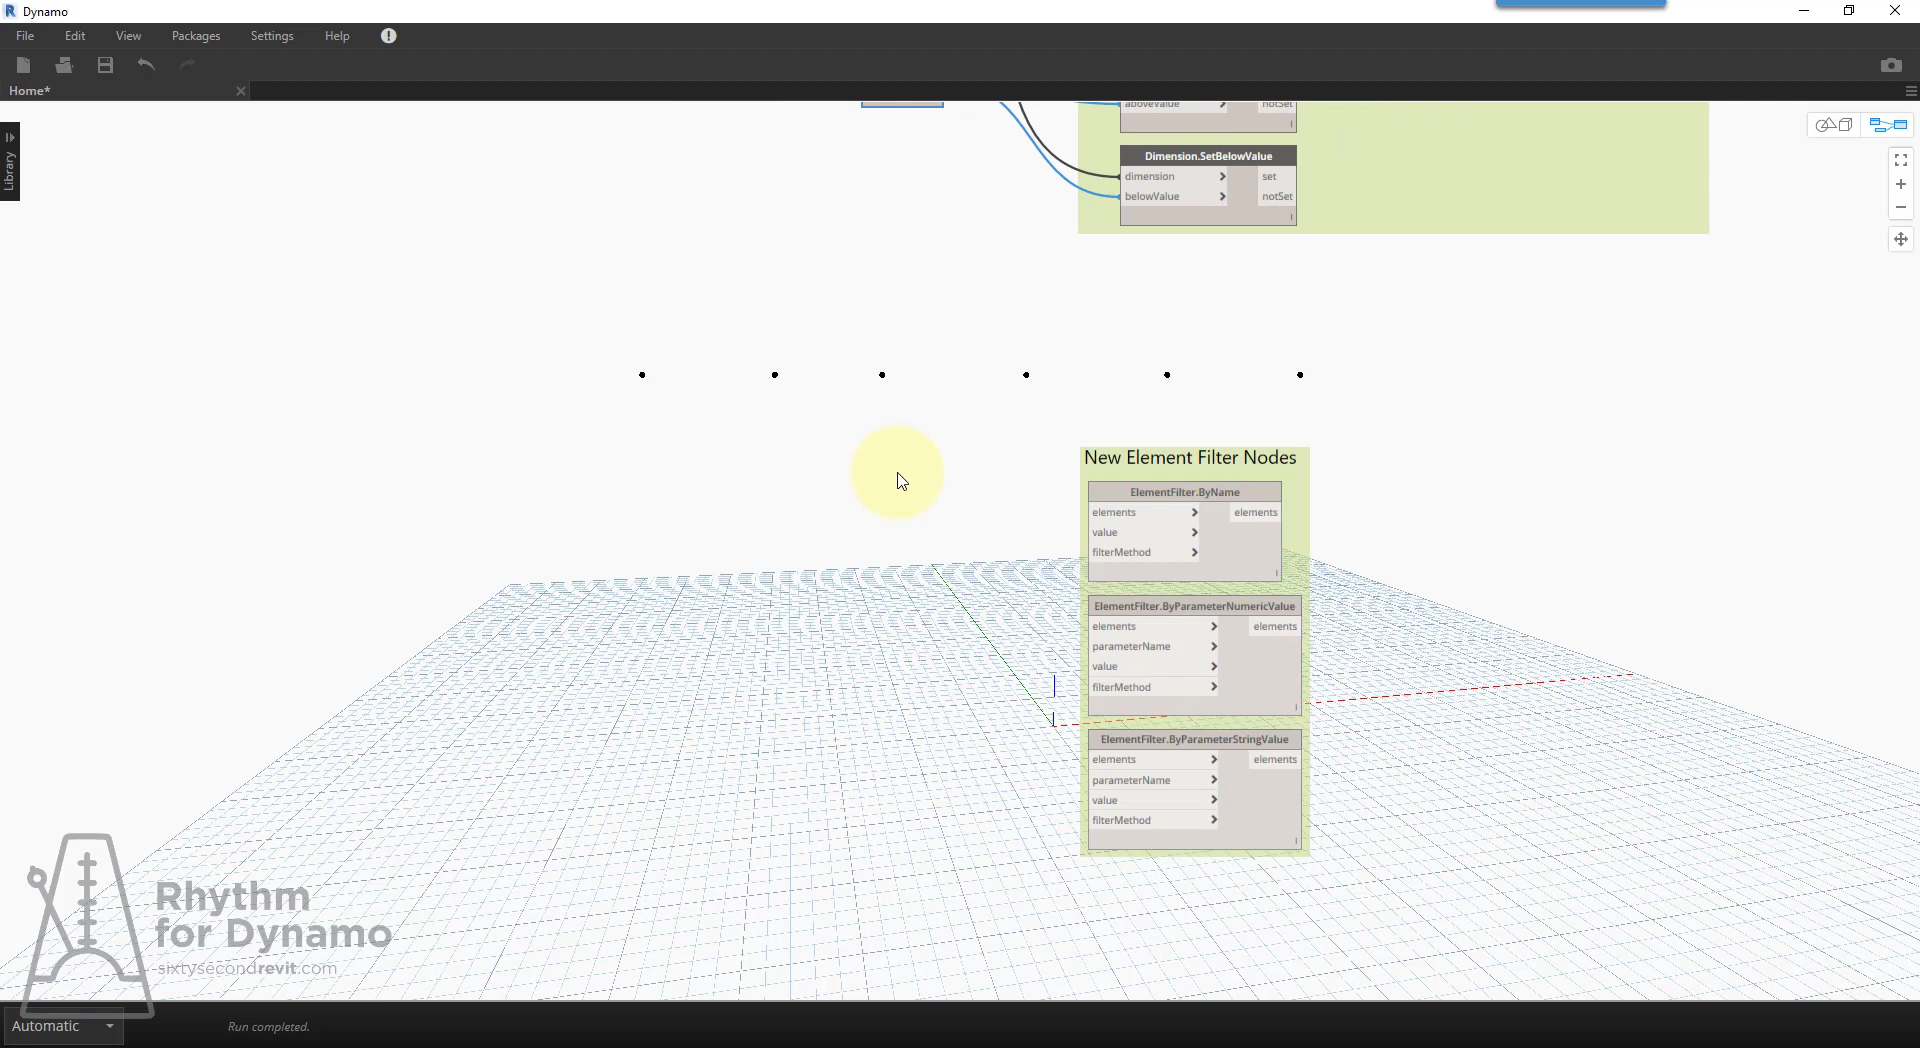 Dynamo
File Edit View Packages Settings Help
Home*
Library
aboveValue notSet
Dimension.SetBelowValue
dimension set
belowValue notSet
New Element Filter Nodes
ElementFilter.ByName
elements elements
value
filterMethod
ElementFilter.ByParameterNumericValue
elements elements
parameterName
value
filterMethod
ElementFilter.ByParameterStringValue
elements elements
parameterName
value
filterMethod
Rhythm
for Dynamo
sixtysecondrevit.com
Automatic
Run completed.